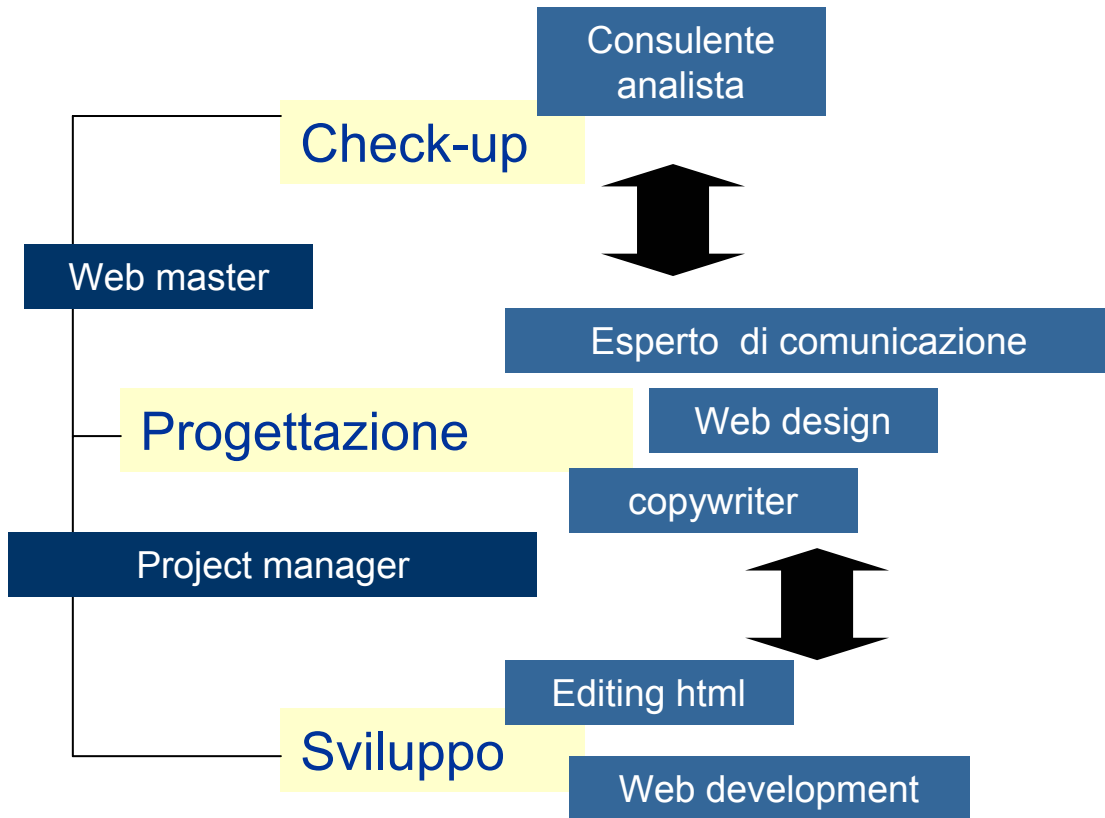 Consulente
analista
Check-up
Web master
Esperto di comunicazione
Web design
Progettazione
copywriter
Project manager
Editing html
Sviluppo
Web development